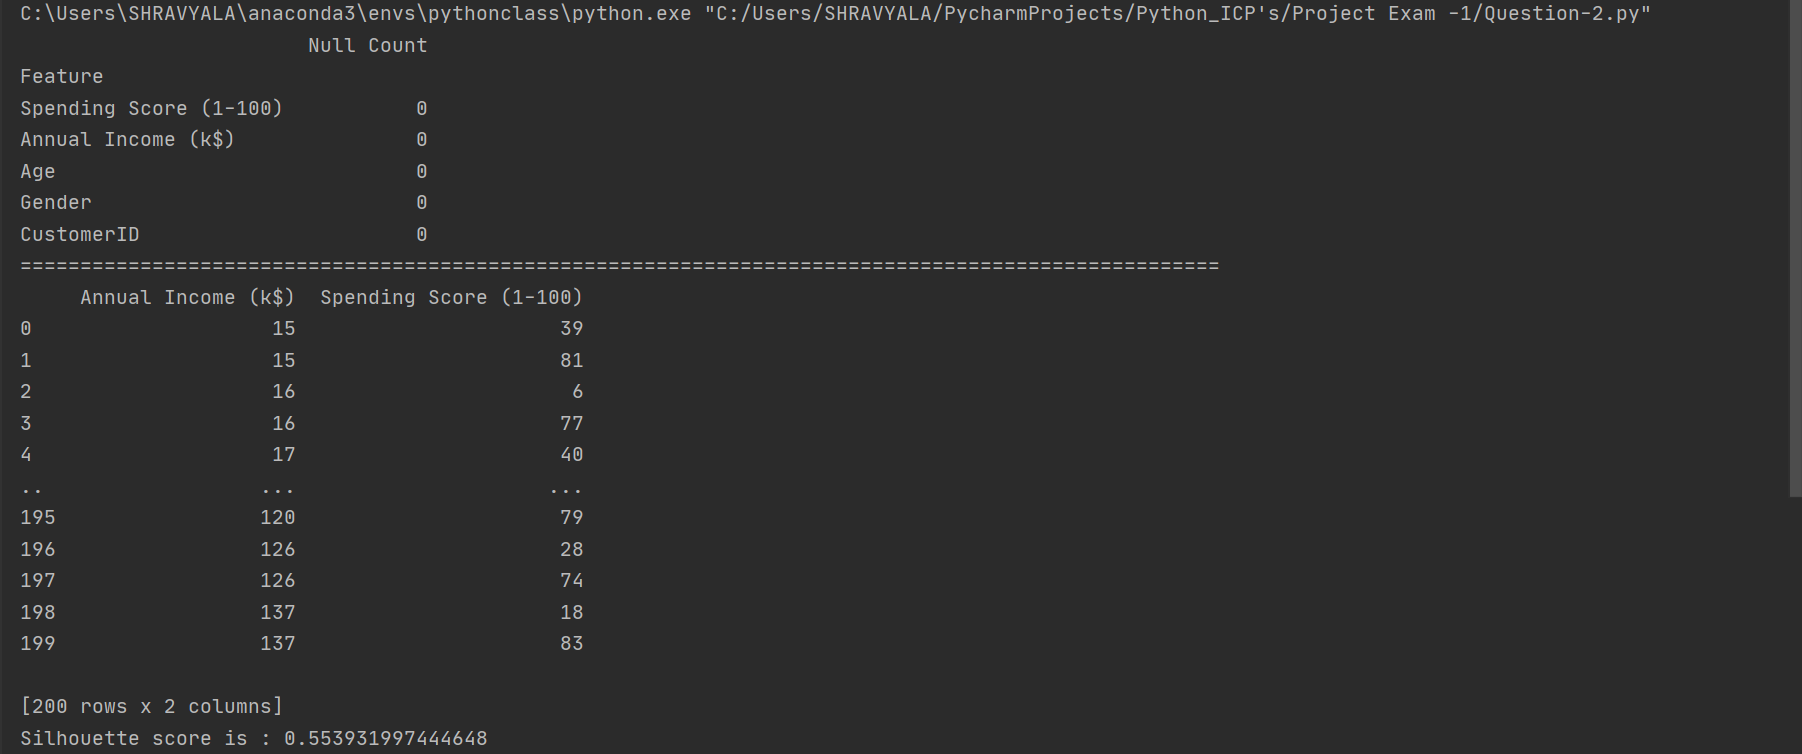 C:\Users\SHRAVYALA\anaconda3\envs\pythonclass\python.exe "C:/Users/SHRAVYALA/PycharmProjects/Python_ICP's/Project Exam -1/Question-2.py"
                        Null Count
Feature
Spending Score (1-100)           0
Annual Income (k$)               0
Age                              0
Gender                           0
CustomerID                       0
====================================================================================================
     Annual Income (k$)  Spending Score (1-100)
0                    15                      39
1                    15                      81
2                    16                       6
3                    16                      77
4                    17                      40
..                  ...                     ...
195                 120                      79
196                 126                      28
197                 126                      74
198                 137                      18
199                 137                      83

[200 rows x 2 columns]
Silhouette score is : 0.553931997444648